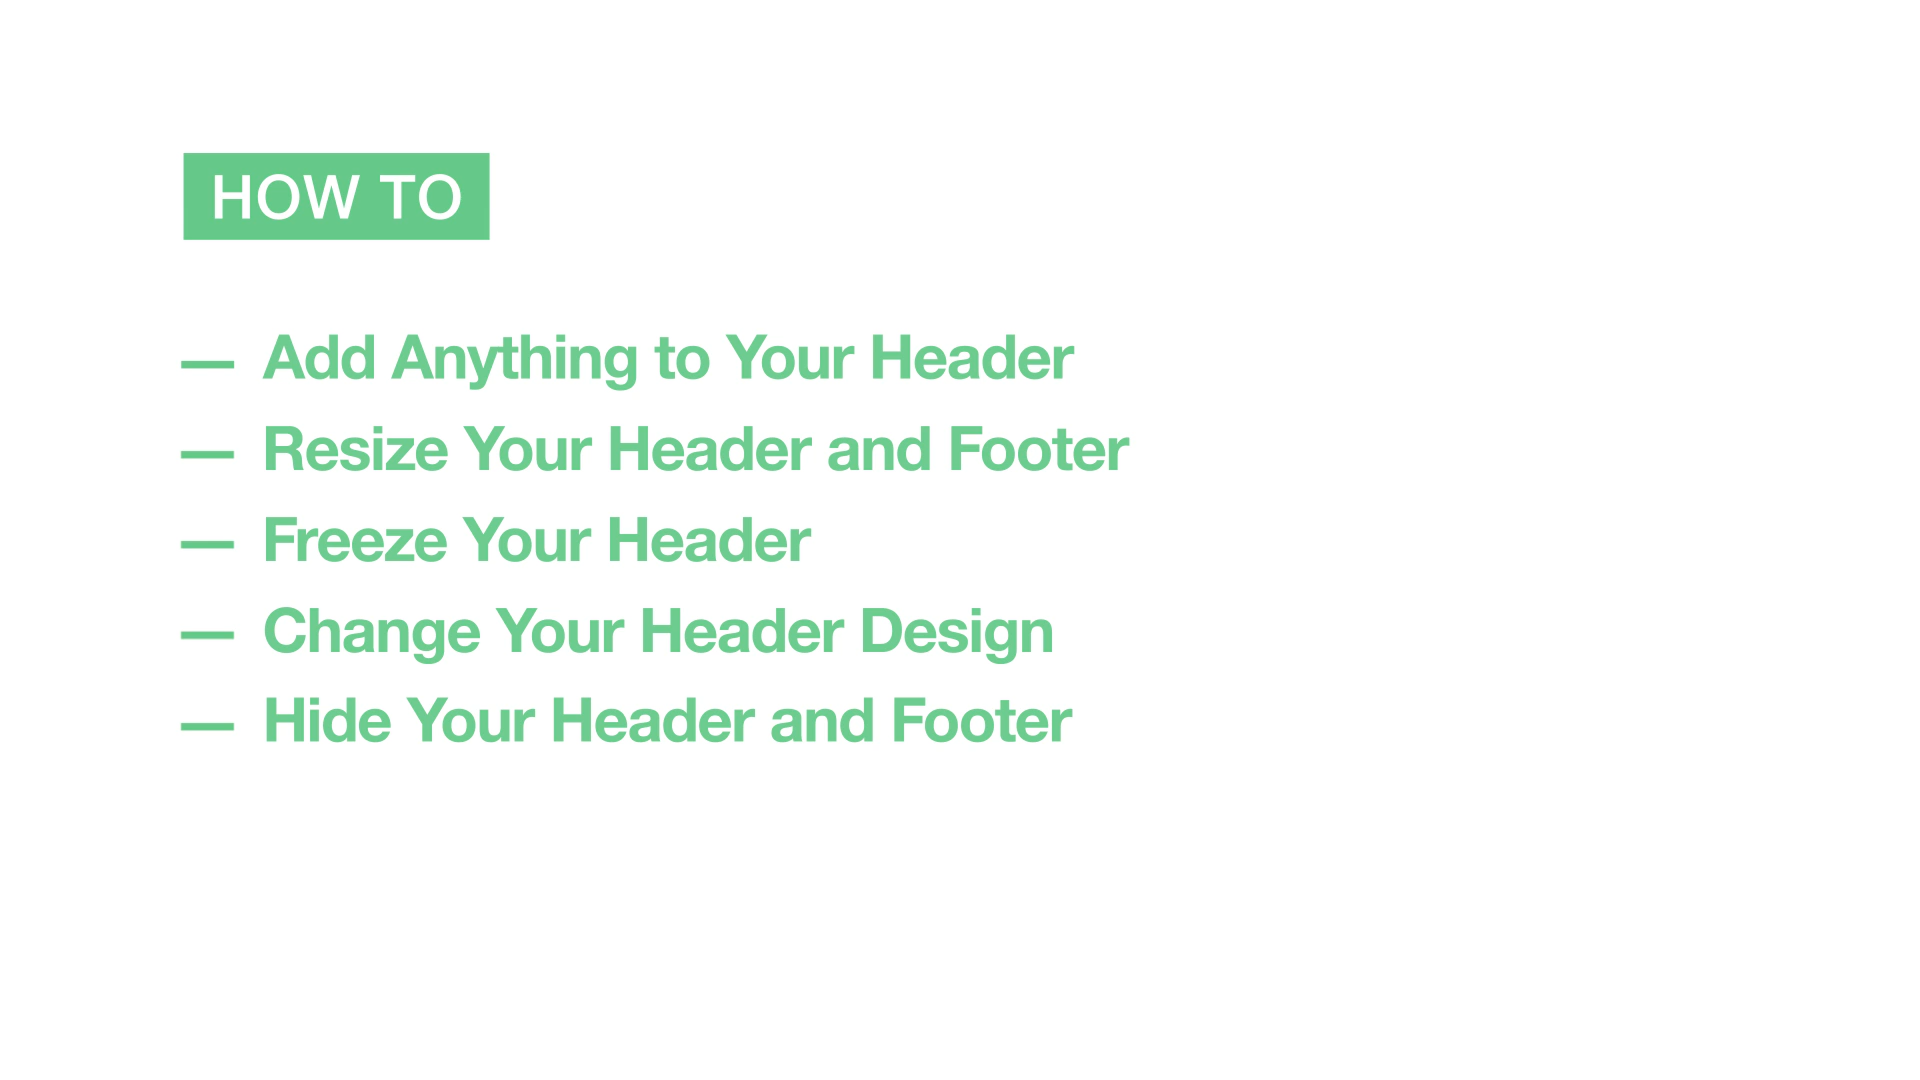 HOW TO
— Add Anything to Your Header
— Resize Your Header and Footer
— Freeze Your Header
— Change Your Header Design
— Hide Your Header and Footer